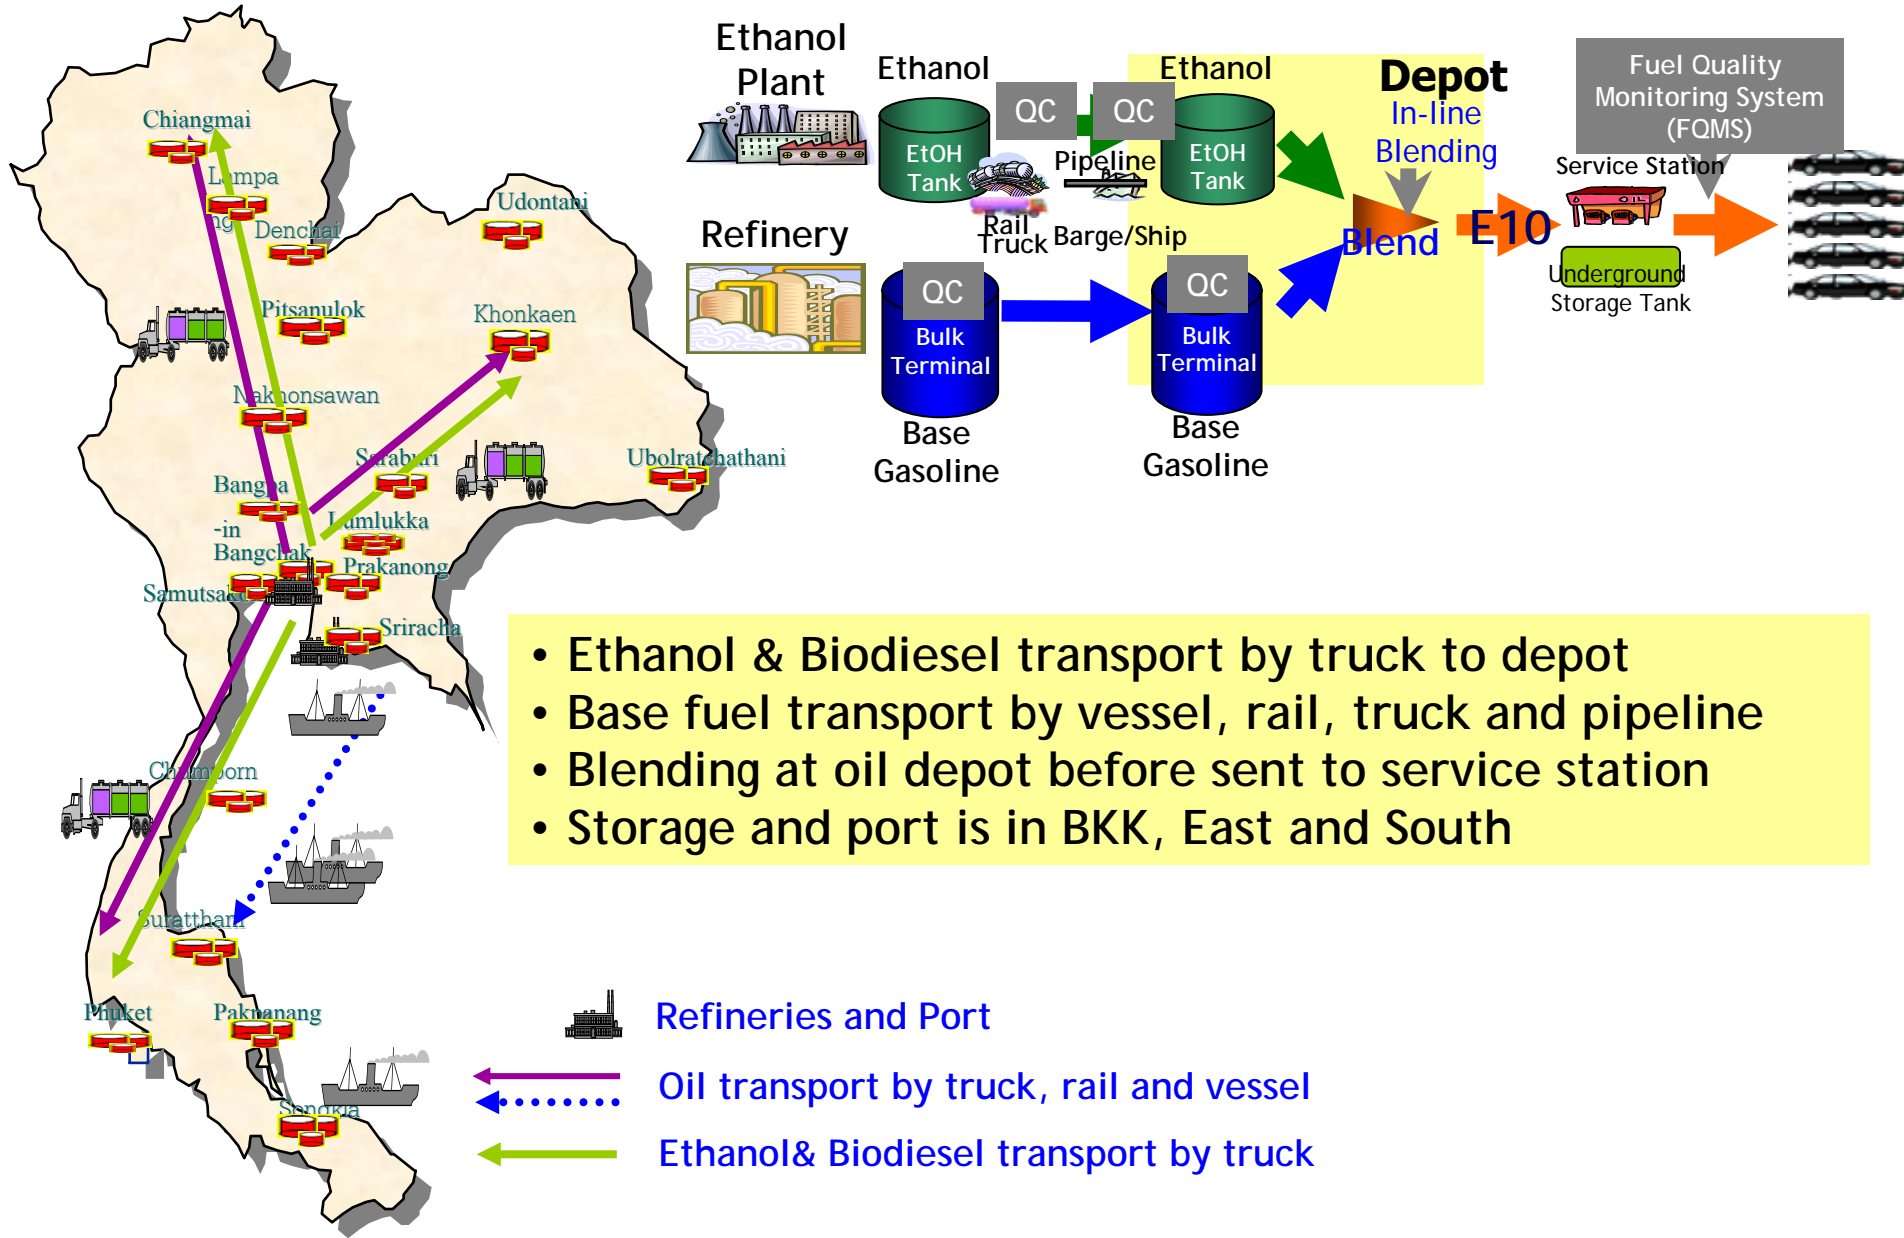 Chiangmai
Lampa
ng
Denchai
Udontani
Pitsanulok
Khonkaen
Nakhonsawan
Saraburi
Ubolratchathani
Bangpa
-in
Lumlukka
Bangchak
Prakanong
Samutsak
Sriracha
Chumporn
Suratthani
Phuket
Paknanang
Songkla
Ethanol
Plant
Ethanol
QC
QC
Ethanol
Depot
In-line
Blending
Fuel Quality
Monitoring System
(FQMS)
EtOH
Tank
Pipeline
EtOH
Tank
Service Station
Rail
Truck
Barge/Ship
Refinery
Blend
E10
Underground
Storage Tank
QC
Bulk
Terminal
QC
Bulk
Terminal
Base
Gasoline
Base
Gasoline
• Ethanol & Biodiesel transport by truck to depot
• Base fuel transport by vessel, rail, truck and pipeline
• Blending at oil depot before sent to service station
• Storage and port is in BKK, East and South
Refineries and Port
Oil transport by truck, rail and vessel
Ethanol& Biodiesel transport by truck